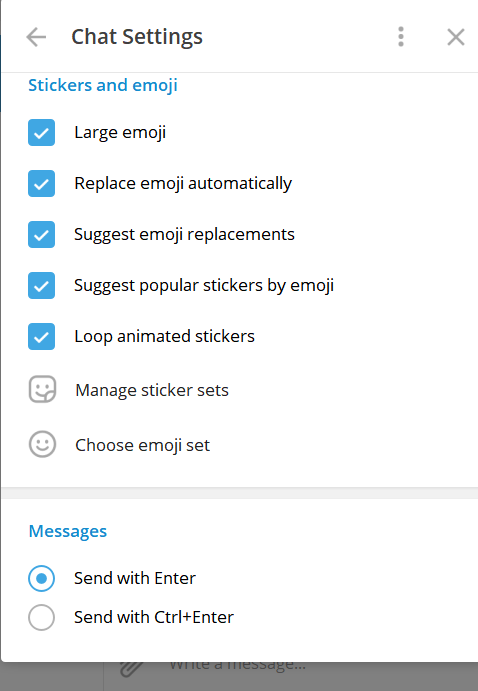 Chat Settings
Stickers and emoji
Large emoji
Replace emoji automatically
Suggest emoji replacements
Suggest popular stickers by emoji
Loop animated stickers
Manage sticker sets
Choose emoji set
Messages
Send with Enter
Send with Ctrl+Enter
Write a message...